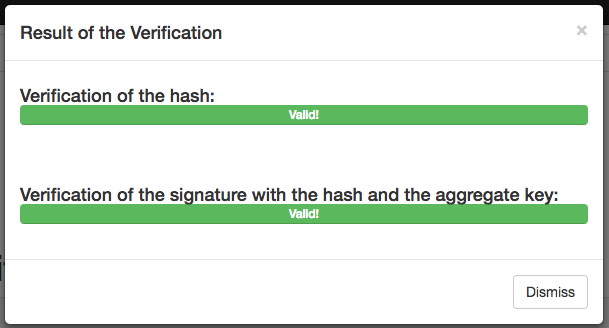 Result of the Verification
×
Verification of the hash:
Valid!
Verification of the signature with the hash and the aggregate key:
Valid!
Dismiss